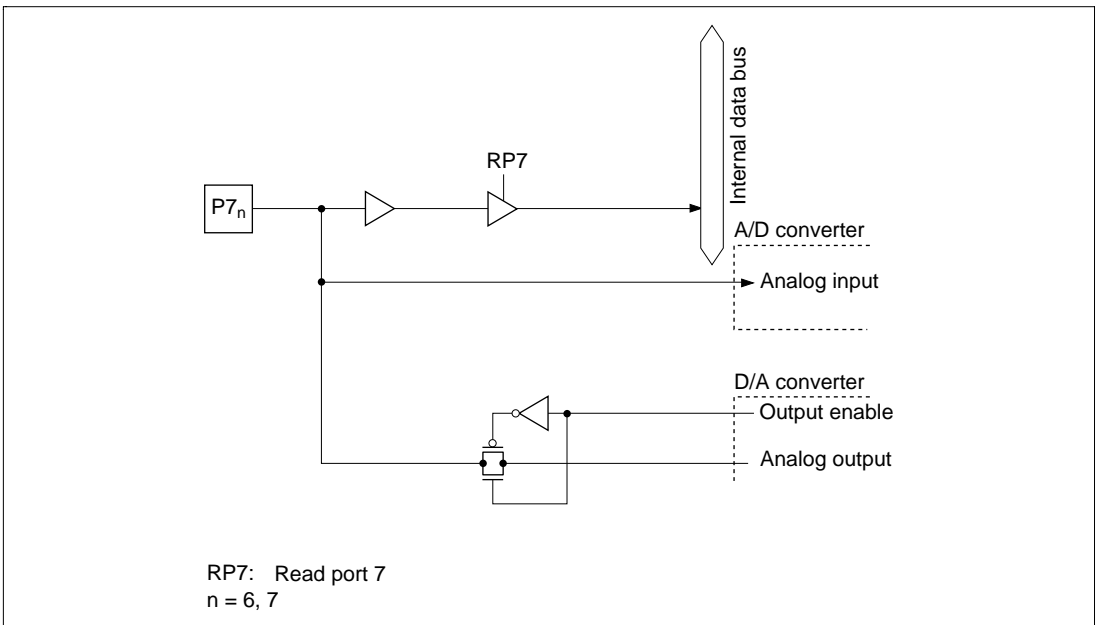 Internal data bus
RP7
P7n
A/D converter
Analog input
D/A converter
Output enable
Analog output
RP7: Read port 7
n = 6, 7